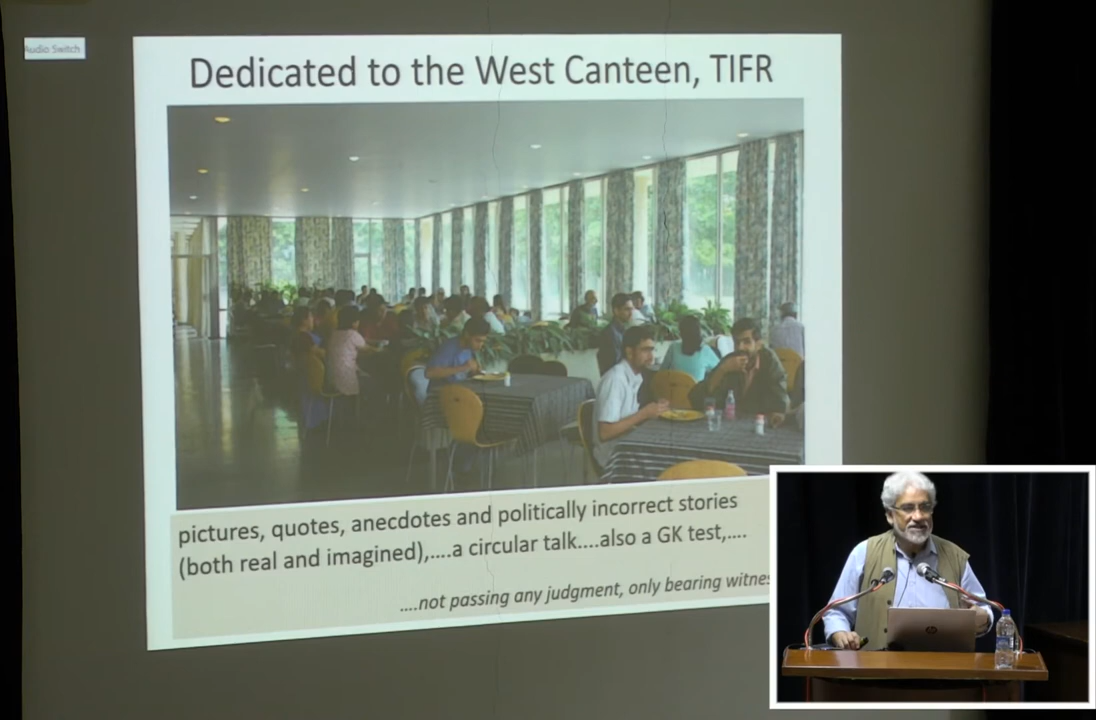 Audio Switch
Dedicated to the West Canteen, TIFR
pictures, quotes, anecdotes and politically incorrect stories
(both real and imagined),....a circular talk....also a GK test,....
....not passing any judgment, only bearing
hp